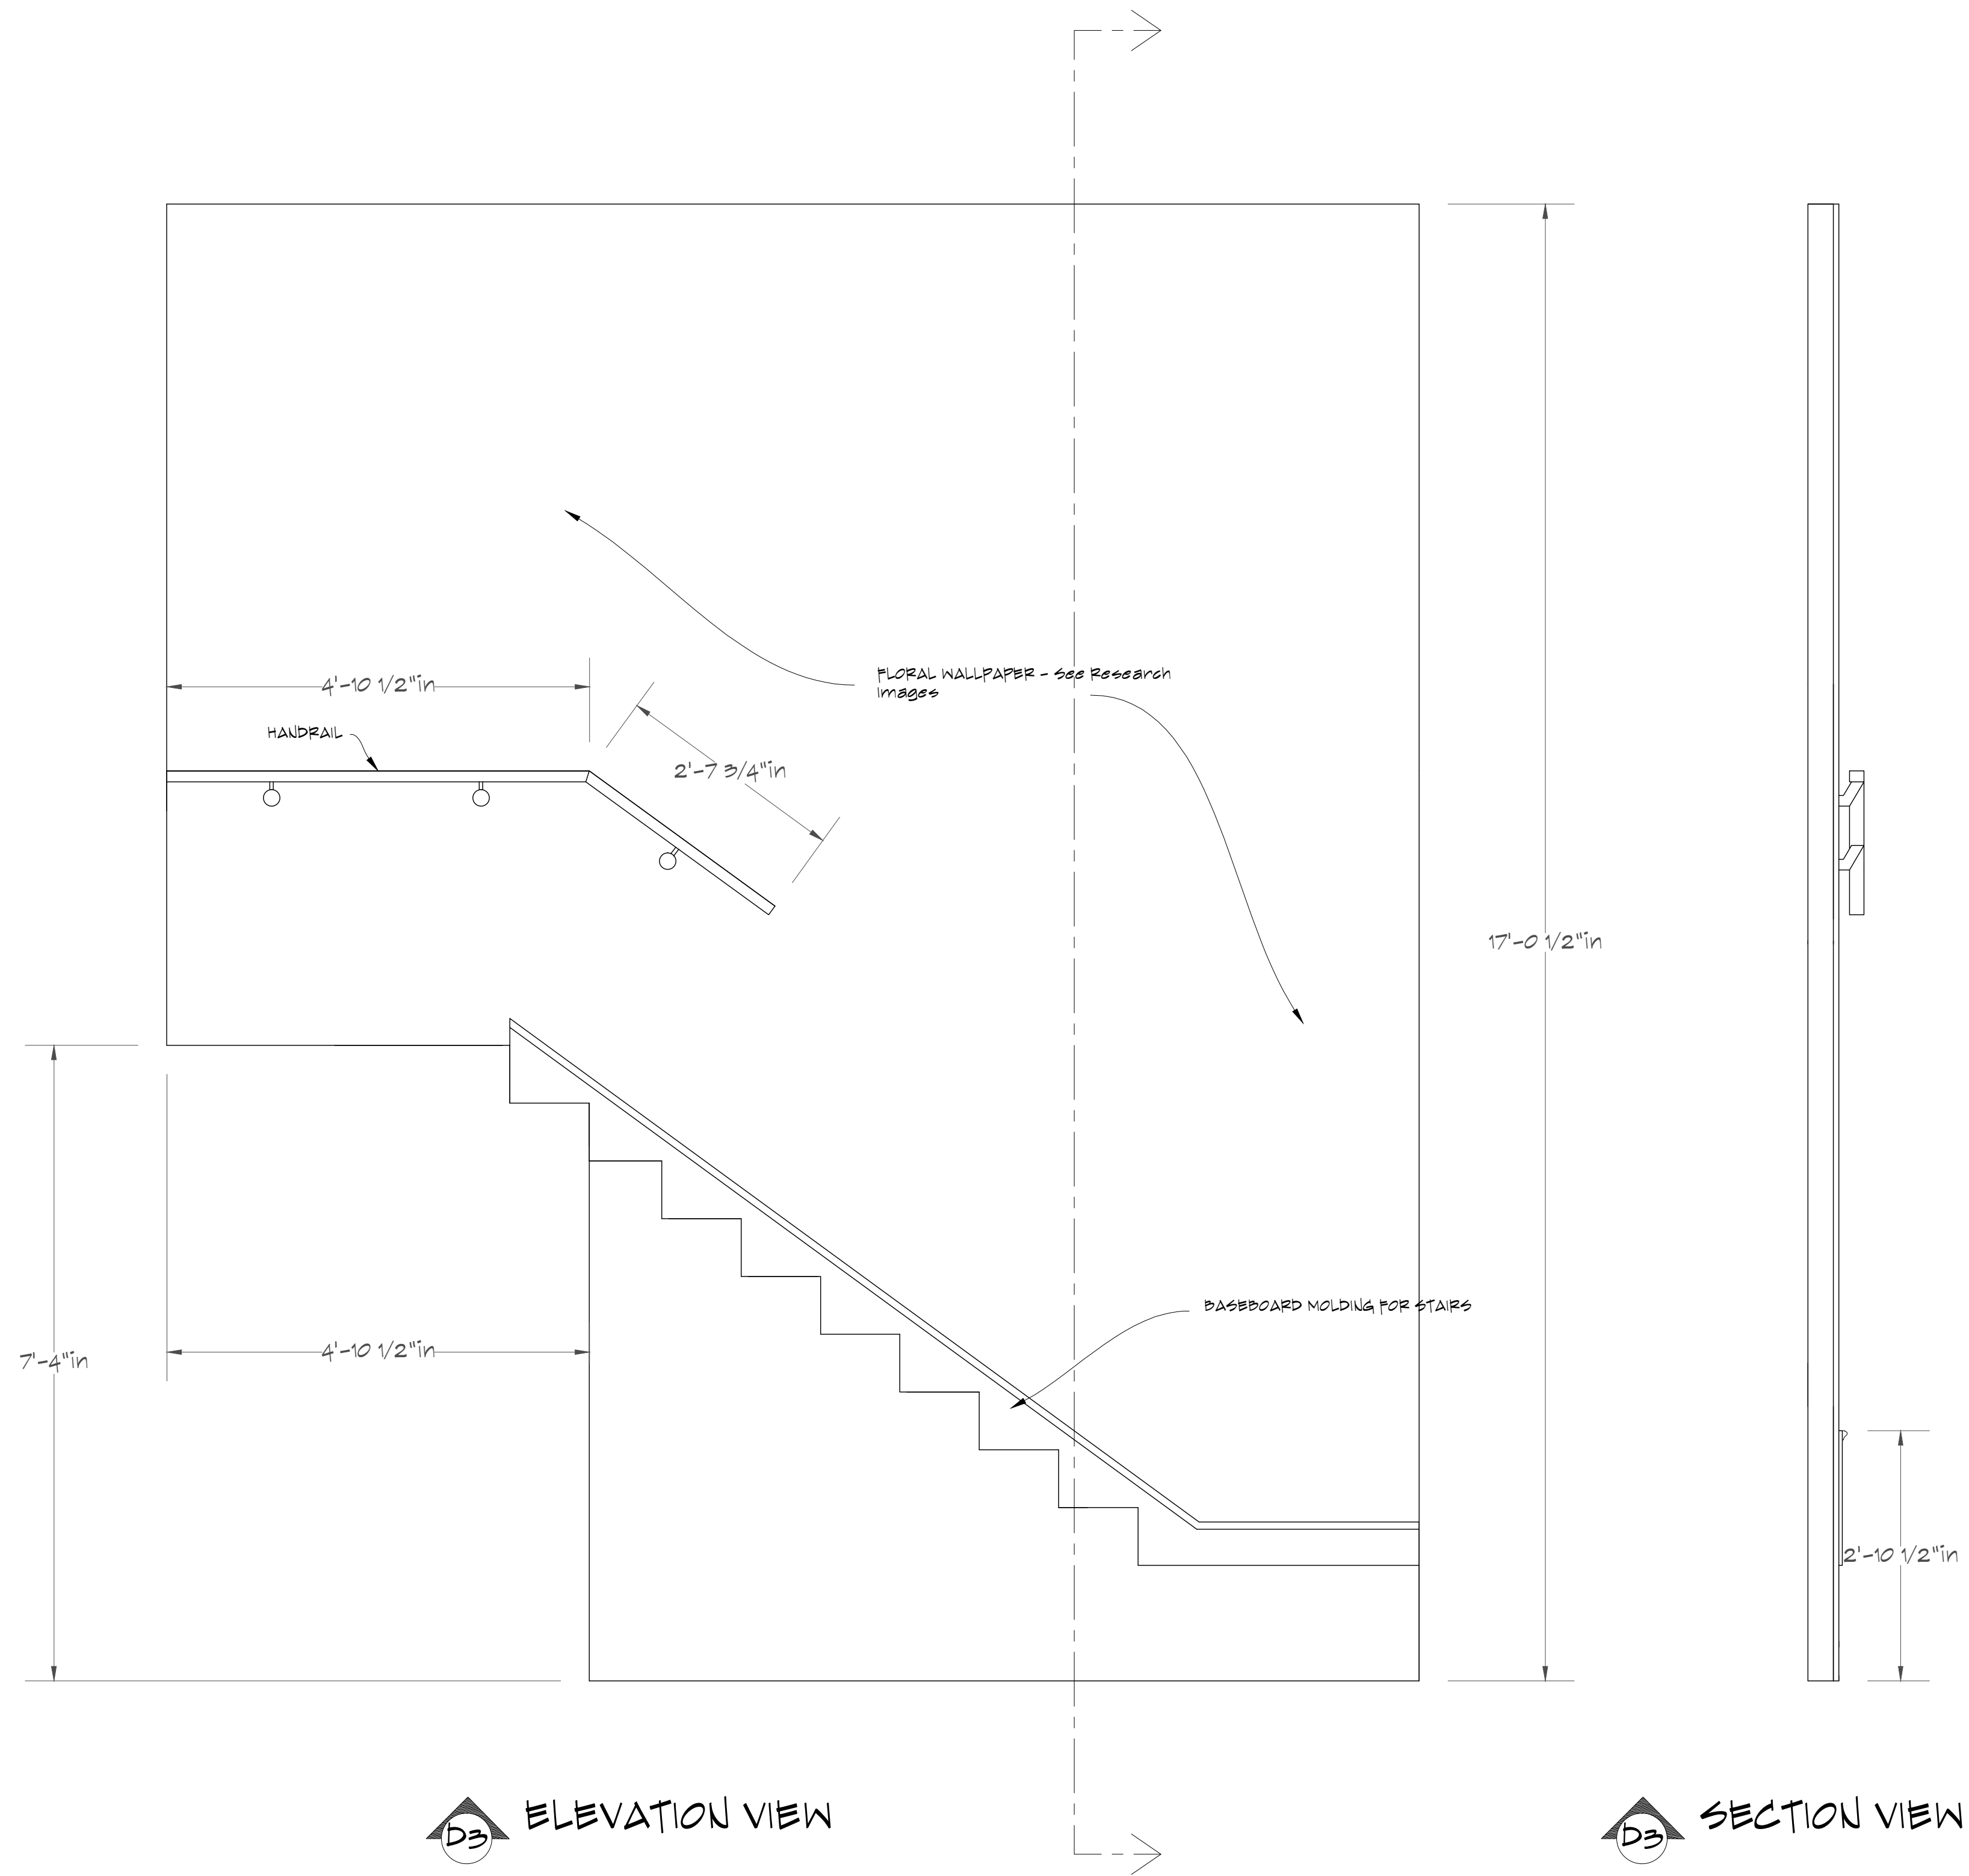 FLORAL WALLPAPER - See Research
Images
4'-10 1/2"in
HANDRAIL
2'-7 3/4"in
17'-0 1/2"in
BASEBOARD MOLDING FOR STAIRS
4'-10 1/2"in
7'-4"in
2'-10 1/2"in
D3 ELEVATION VIEW
D3 SECTION VIEW